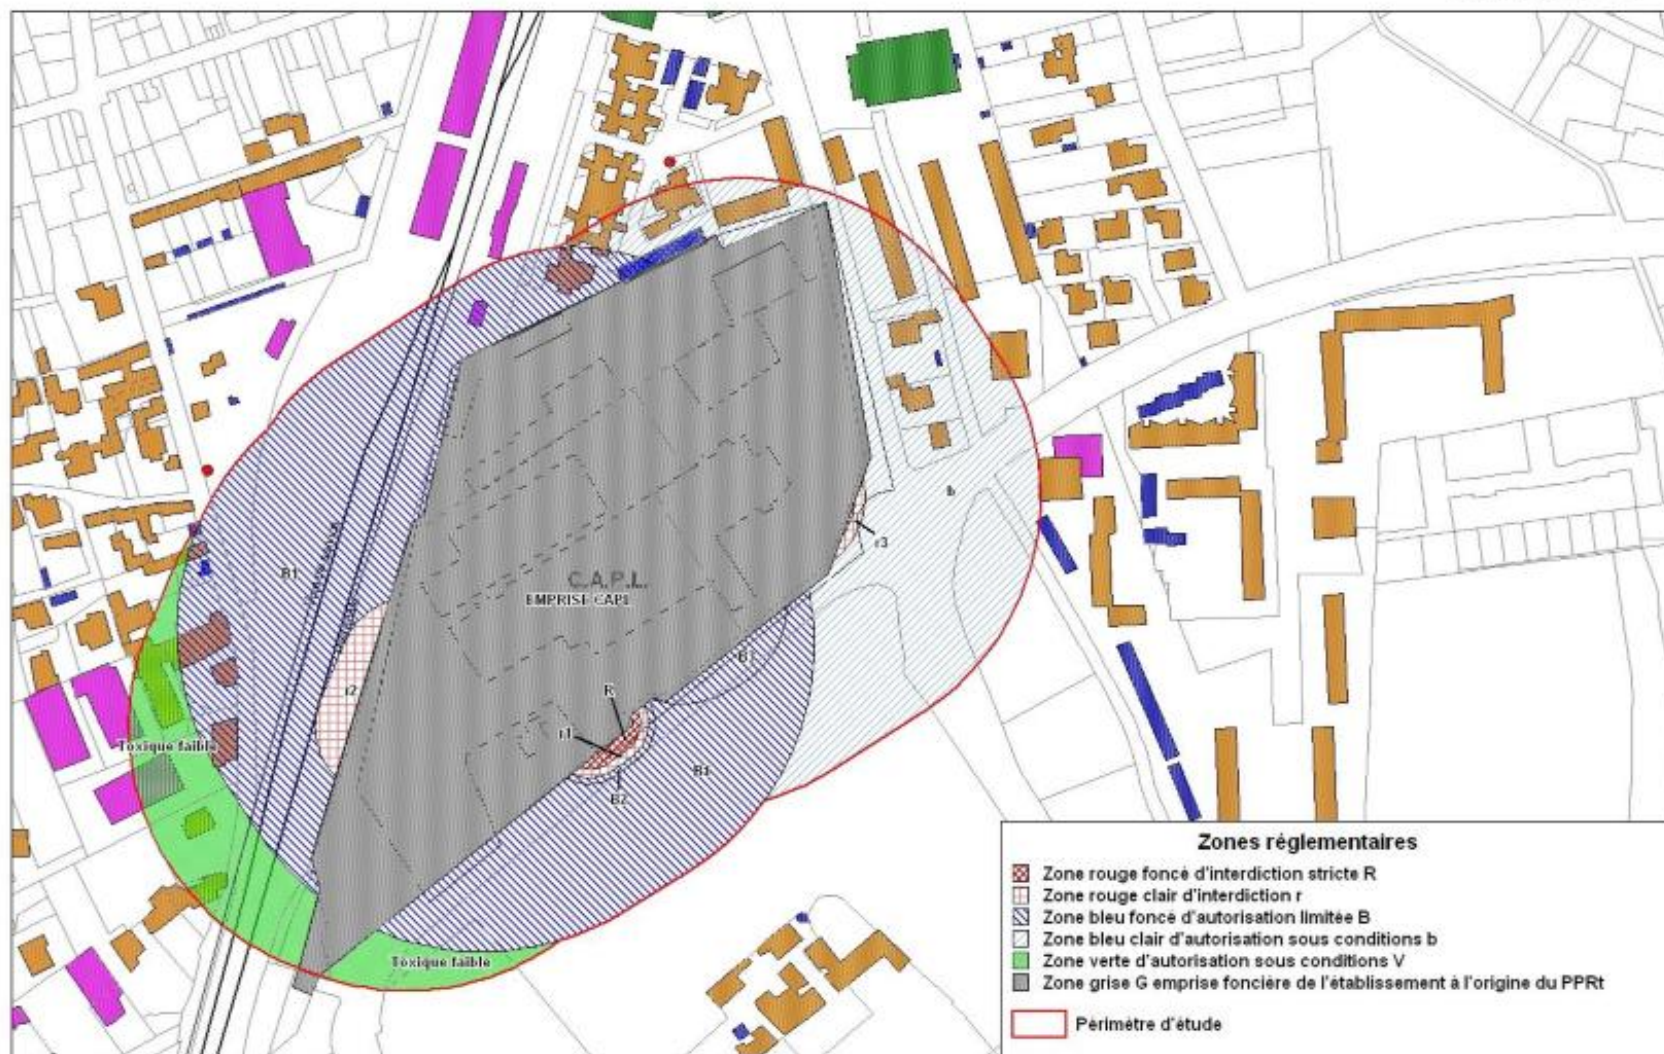 b
r3
B1
C.A.P.L.
EMPRISE CAPL
B1
r2
R
r1
Toxique faible
B1
B2
Toxique faible
Zones réglementaires
Zone rouge foncé d'interdiction stricte R
Zone rouge clair d'interdiction r
Zone bleu foncé d'autorisation limitée B
Zone bleu clair d'autorisation sous conditions b
Zone verte d'autorisation sous conditions V
Zone grise G emprise foncière de l'établissement à l'origine du PPRt
Périmètre d'étude